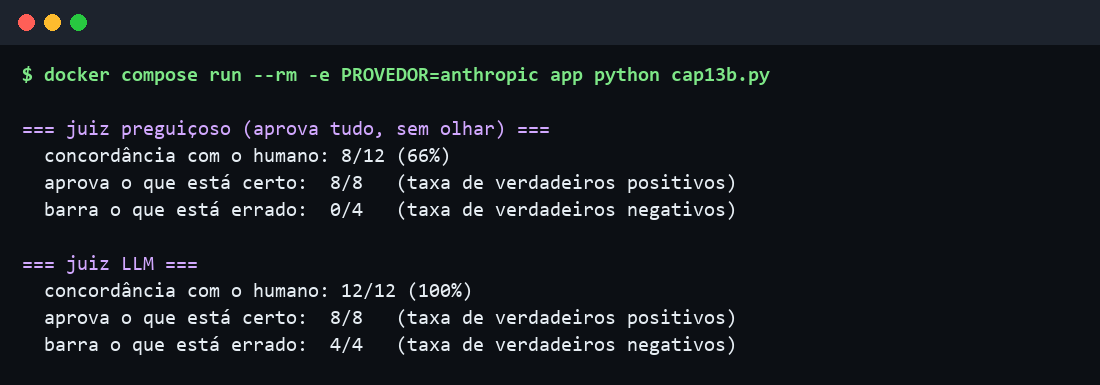 $ docker compose run --rm -e PROVEDOR=anthropic app python cap13b.py
=== juiz preguiçoso (aprova tudo, sem olhar) ===
concordância com o humano: 8/12 (66%)
aprova o que está certo: 8/8 (taxa de verdadeiros positivos)
barra o que está errado: 0/4 (taxa de verdadeiros negativos)
=== juiz LLM ===
concordância com o humano: 12/12 (100%)
aprova o que está certo: 8/8 (taxa de verdadeiros positivos)
barra o que está errado: 4/4 (taxa de verdadeiros negativos)